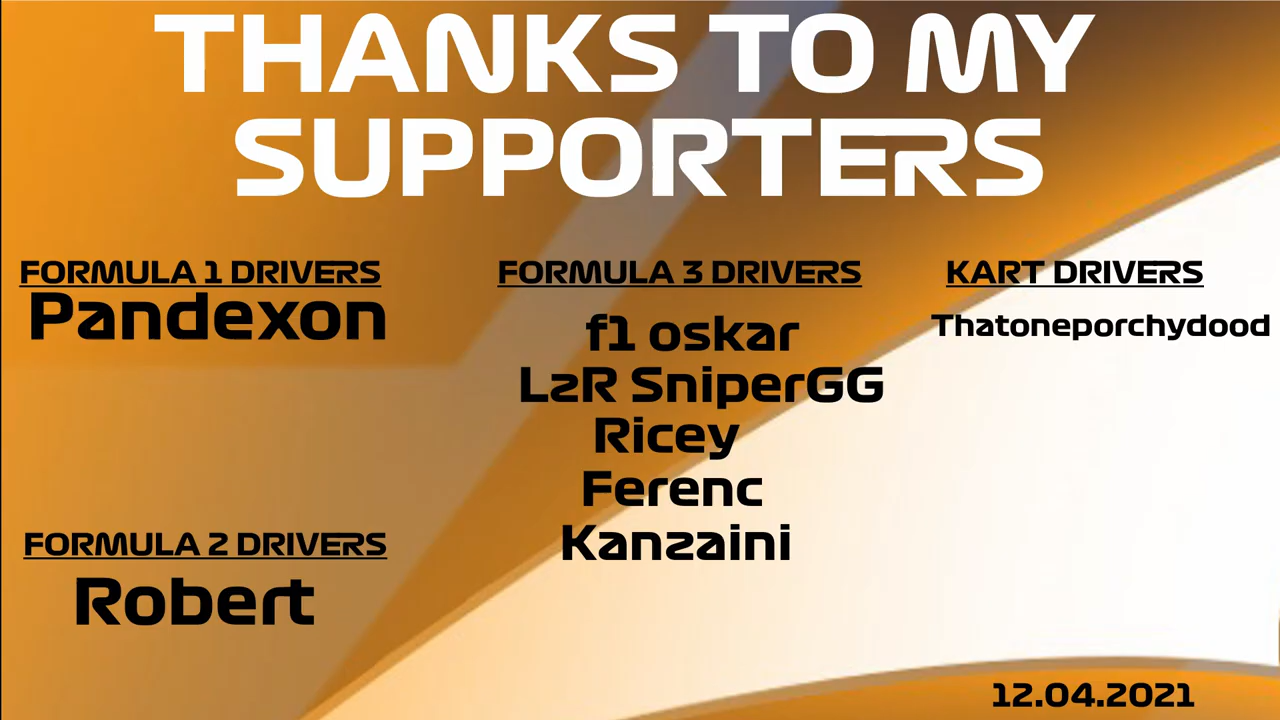 THANKS TO MY
SUPPORTERS
FORMULA 1 DRIVERS
Pandexon
FORMULA 2 DRIVERS
Robert
FORMULA 3 DRIVERS
f1 oskar
LzR SniperGG
Ricey
Ferenc
Kanzaini
KART DRIVERS
Thatoneporchydood
12.04.2021